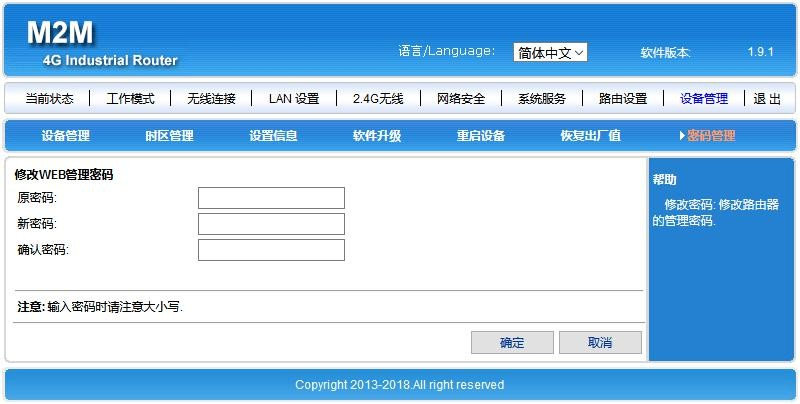 M2M
4G Industrial Router
语言/Language: 简体中文 软件版本: 1.9.1
当前状态 工作模式 无线连接 LAN 设置 2.4G无线 网络安全 系统服务 路由设置 设备管理 退 出
设备管理 时区管理 设置信息 软件升级 重启设备 恢复出厂值 密码管理
修改WEB管理密码
原密码:
新密码:
确认密码:
注意: 输入密码时请注意大小写.
确定 取消
帮助
修改密码: 修改路由器
的管理密码.
Copyright 2013-2018.All right reserved